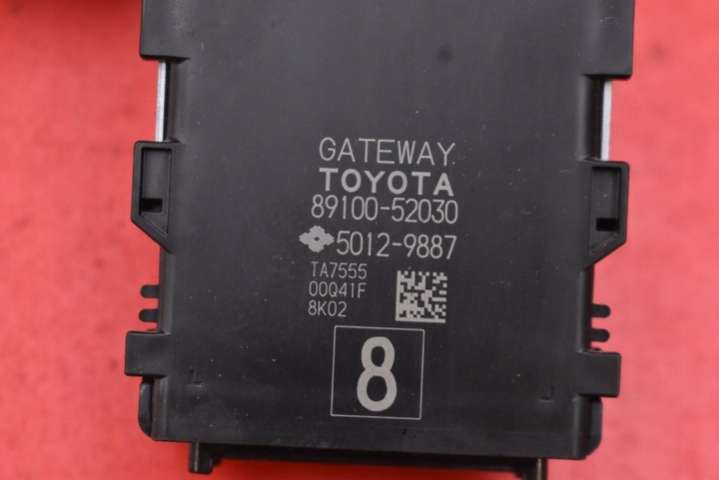 GATEWAY
TOYOTA
89100-52030
5012-9887
TA7555
00Q41F
8K02
8